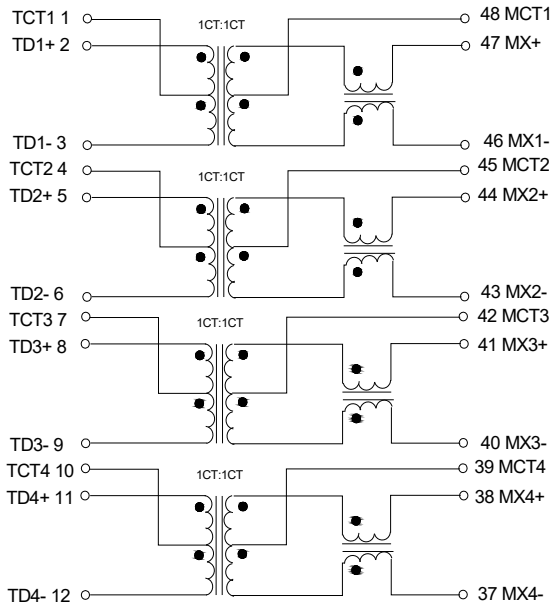 TCT1 1
48 MCT1
1CT:1CT
TD1+ 2
47 MX+
TD1- 3
46 MX1-
TCT2 4
45 MCT2
1CT:1CT
TD2+ 5
44 MX2+
TD2- 6
43 MX2-
TCT3 7
42 MCT3
1CT:1CT
TD3+ 8
41 MX3+
TD3- 9
40 MX3-
TCT4 10
39 MCT4
1CT:1CT
TD4+ 11
38 MX4+
TD4- 12
37 MX4-